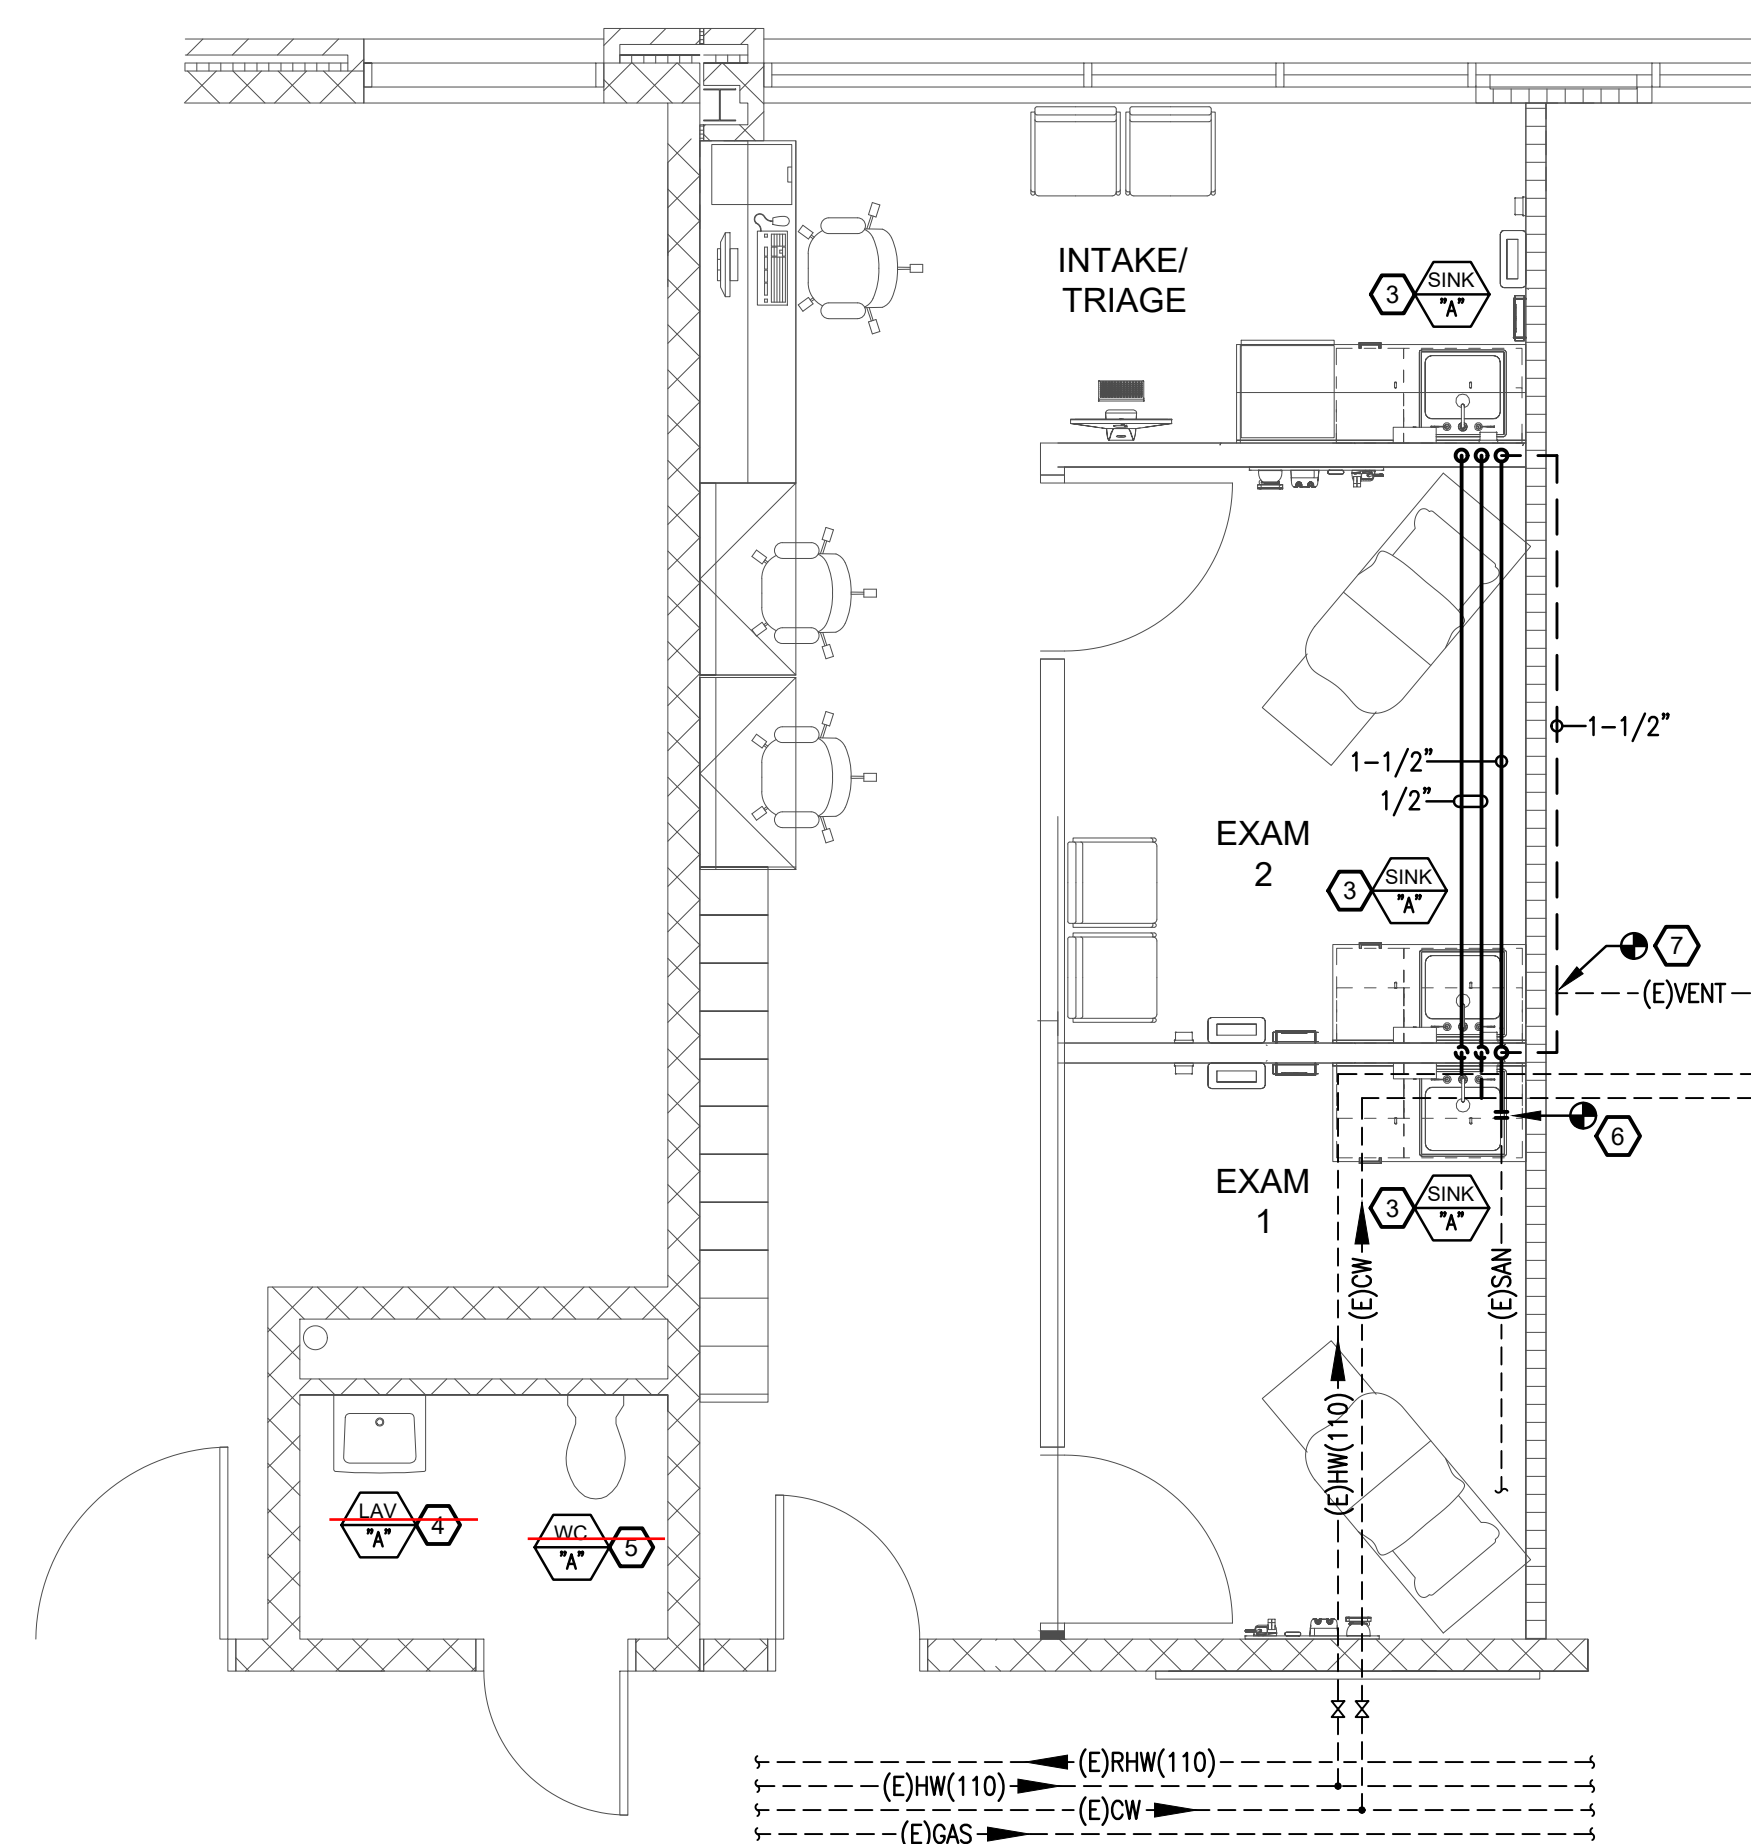 INTAKE/
TRIAGE
3
SINK
"A"
1-1/2"
1-1/2"
1/2"
EXAM
2
3
SINK
"A"
7
(E)VENT
6
EXAM
1
3
SINK
"A"
(E)CW
(E)SAN
(E)HW(110)
LAV
"A"
4
WC
"A"
5
(E)RHW(110)
(E)HW(110)
(E)CW
(E)GAS